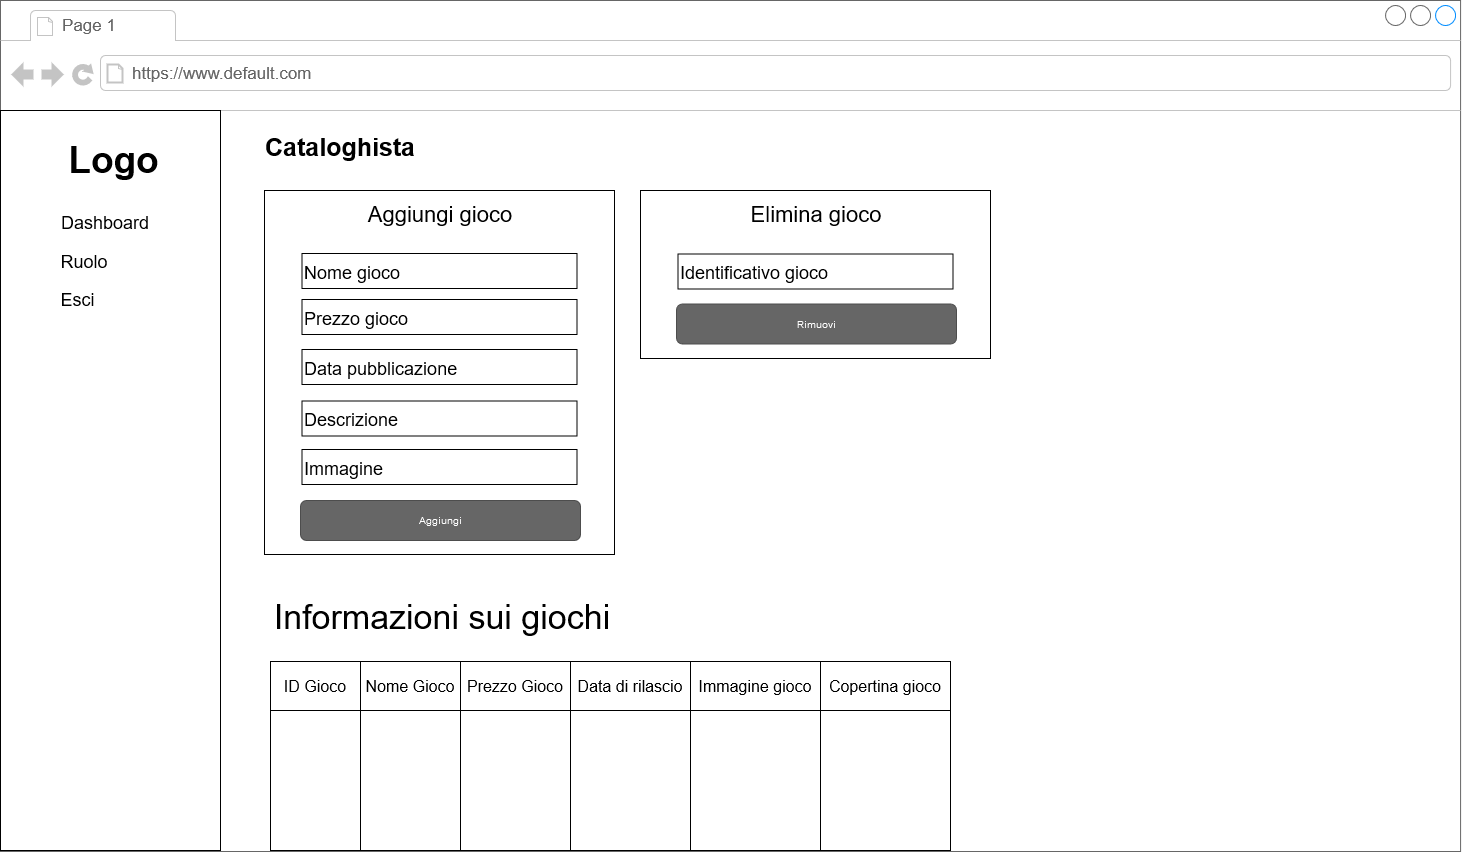 Page 1
https://www.default.com
Logo
Dashboard
Ruolo
Esci
Cataloghista
Aggiungi gioco
Nome gioco
Prezzo gioco
Data pubblicazione
Descrizione
Immagine
Aggiungi
Elimina gioco
Identificativo gioco
Rimuovi
Informazioni sui giochi
ID Gioco Nome Gioco Prezzo Gioco Data di rilascio Immagine gioco Copertina gioco